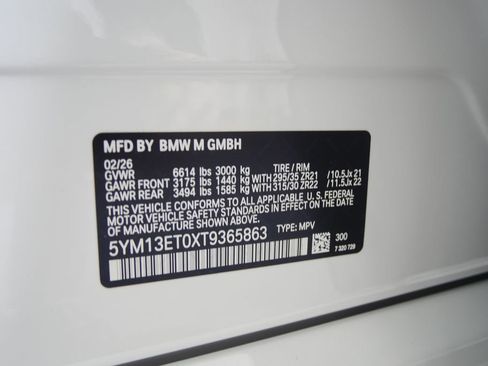 MFD BY BMW M GMBH
02/26
GVWR 6614 lbs 3000 kg TIRE / RIM
GAWR FRONT 3175 lbs 1440 kg WITH 295/35 ZR21 /10.5Jx 21
GAWR REAR 3494 lbs 1585 kg WITH 315/30 ZR22 /11.5Jx 22
THIS VEHICLE CONFORMS TO ALL APPLICABLE U. S. FEDERAL
MOTOR VEHICLE SAFETY STANDARDS IN EFFECT ON THE
DATE OF MANUFACTURE SHOWN ABOVE.
5YM13ET0XT9365863 TYPE: MPV
300
7 320 729